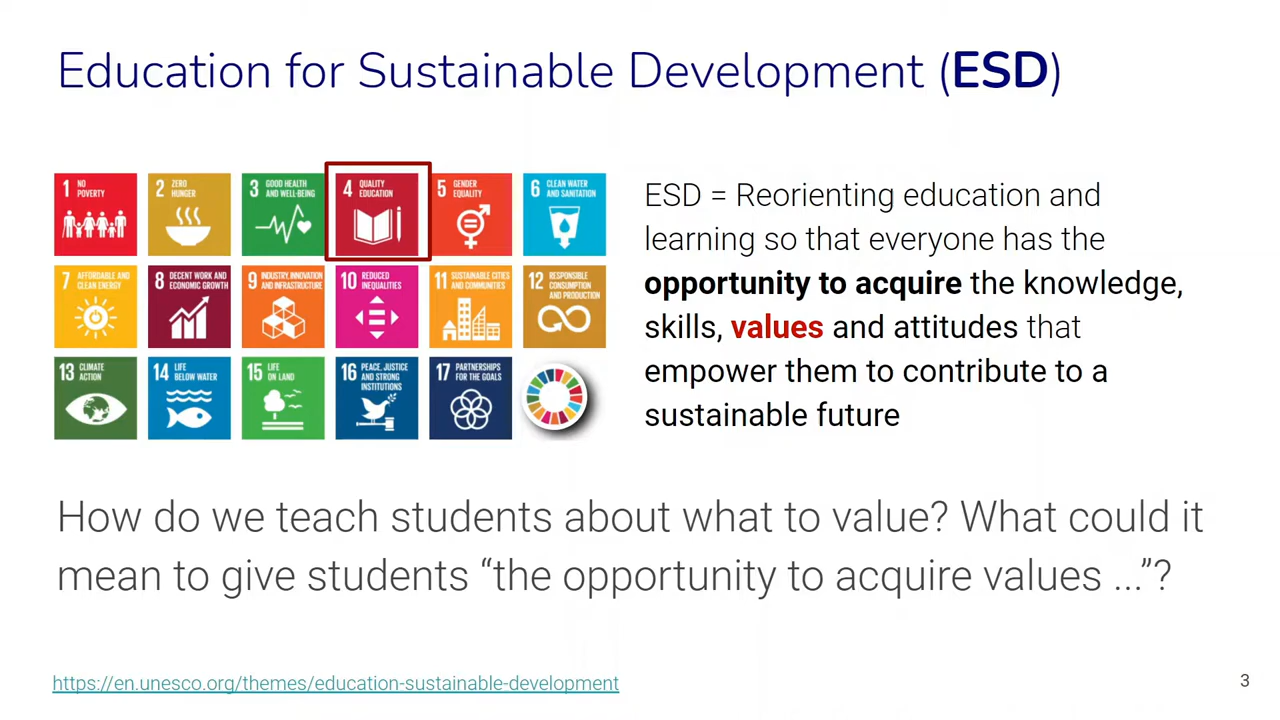 Education for Sustainable Development (ESD)
1 NO
POVERTY
2 ZERO
HUNGER
3 GOOD HEALTH
AND WELL-BEING
4 QUALITY
EDUCATION
5 GENDER
EQUALITY
6 CLEAN WATER
AND SANITATION
7 AFFORDABLE AND
CLEAN ENERGY
8 DECENT WORK AND
ECONOMIC GROWTH
9 INDUSTRY, INNOVATION
AND INFRASTRUCTURE
10 REDUCED
INEQUALITIES
11 SUSTAINABLE CITIES
AND COMMUNITIES
12 RESPONSIBLE
CONSUMPTION
AND PRODUCTION
13 CLIMATE
ACTION
14 LIFE
BELOW WATER
15 LIFE
ON LAND
16 PEACE, JUSTICE
AND STRONG
INSTITUTIONS
17 PARTNERSHIPS
FOR THE GOALS
ESD = Reorienting education and
learning so that everyone has the
opportunity to acquire the knowledge,
skills, values and attitudes that
empower them to contribute to a
sustainable future
How do we teach students about what to value? What could it
mean to give students “the opportunity to acquire values ...”?
https://en.unesco.org/themes/education-sustainable-development
3